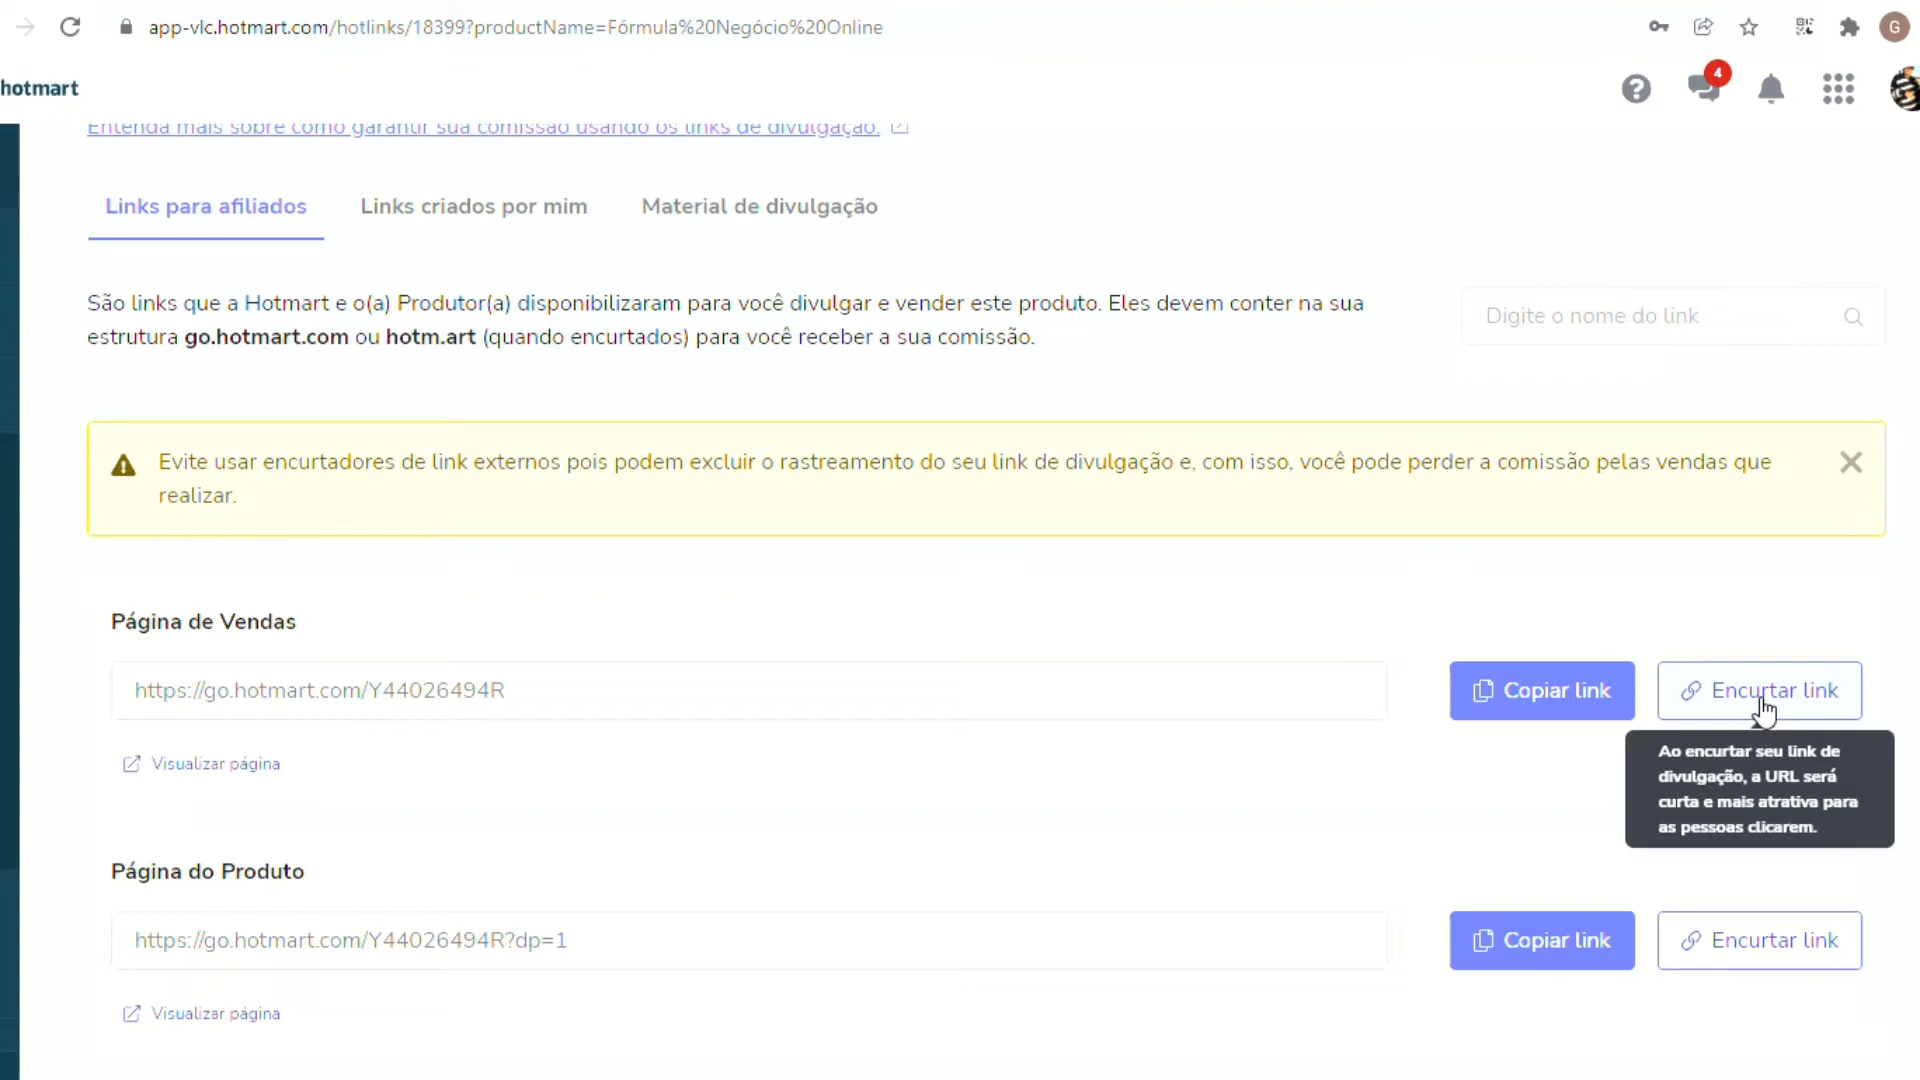 app-vlc.hotmart.com/hotlinks/18399?productName=Fórmula%20Negócio%20Online
G
hotmart
4
Entenda mais sobre como garantir sua comissão usando os links de divulgação.
Links para afiliados
Links criados por mim
Material de divulgação
São links que a Hotmart e o(a) Produtor(a) disponibilizaram para você divulgar e vender este produto. Eles devem conter na sua
estrutura go.hotmart.com ou hotm.art (quando encurtados) para você receber a sua comissão.
Digite o nome do link
Evite usar encurtadores de link externos pois podem excluir o rastreamento do seu link de divulgação e, com isso, você pode perder a comissão pelas vendas que
realizar.
Página de Vendas
https://go.hotmart.com/Y44026494R
Copiar link
Encurtar link
Visualizar página
Ao encurtar seu link de
divulgação, a URL será
curta e mais atrativa para
as pessoas clicarem.
Página do Produto
https://go.hotmart.com/Y44026494R?dp=1
Copiar link
Encurtar link
Visualizar página